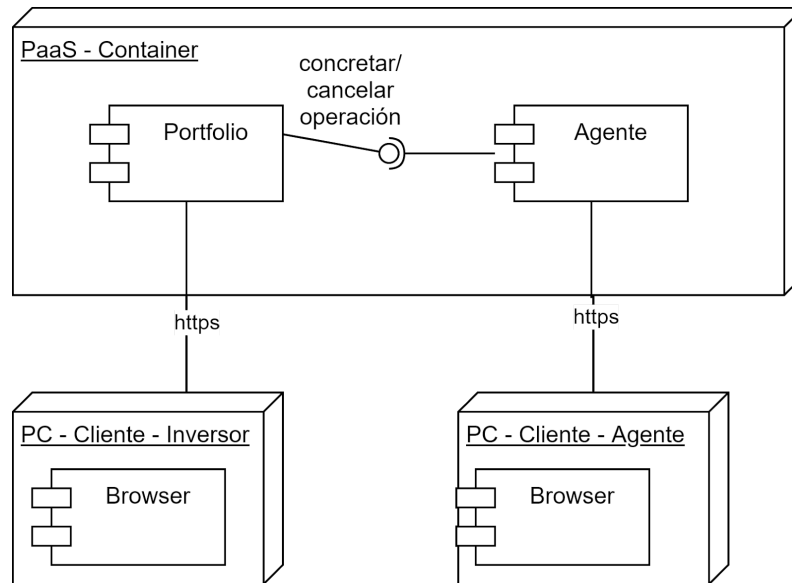 PaaS - Container
concretar/
cancelar
operación
Portfolio
Agente
https
https
PC - Cliente - Inversor
PC - Cliente - Agente
Browser
Browser